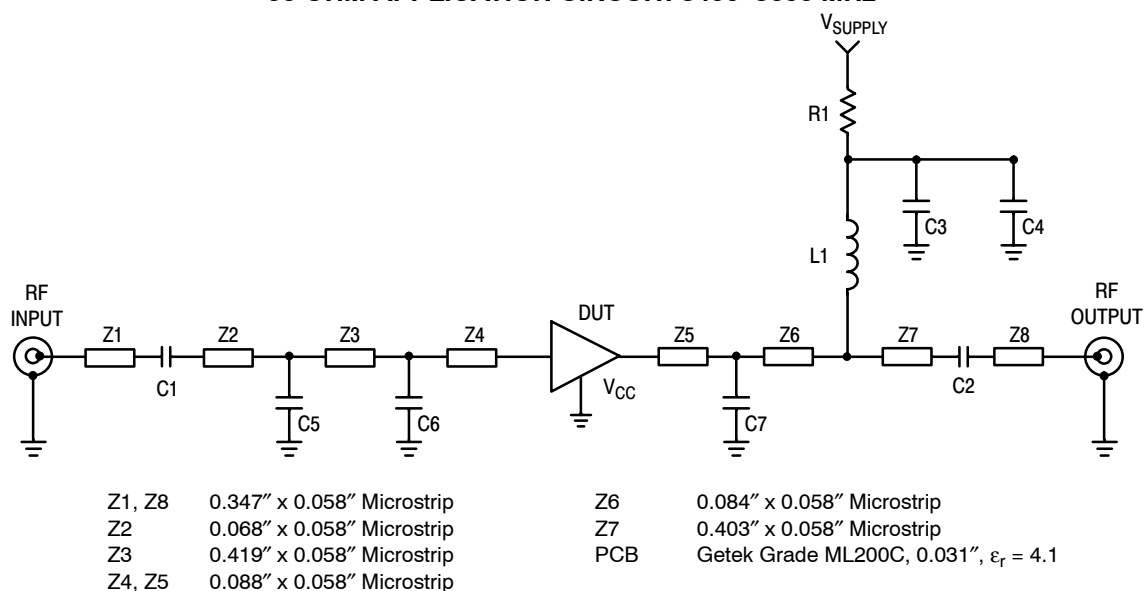 V_SUPPLY
R1
C3
C4
L1
RF
INPUT
RF
OUTPUT
Z1
Z2
Z3
Z4
DUT
Z5
Z6
Z7
Z8
C1
C5
C6
V_CC
C7
C2
Z1, Z8 0.347″ x 0.058″ Microstrip
Z2 0.068″ x 0.058″ Microstrip
Z3 0.419″ x 0.058″ Microstrip
Z4, Z5 0.088″ x 0.058″ Microstrip
Z6 0.084″ x 0.058″ Microstrip
Z7 0.403″ x 0.058″ Microstrip
PCB Getek Grade ML200C, 0.031″, εr = 4.1